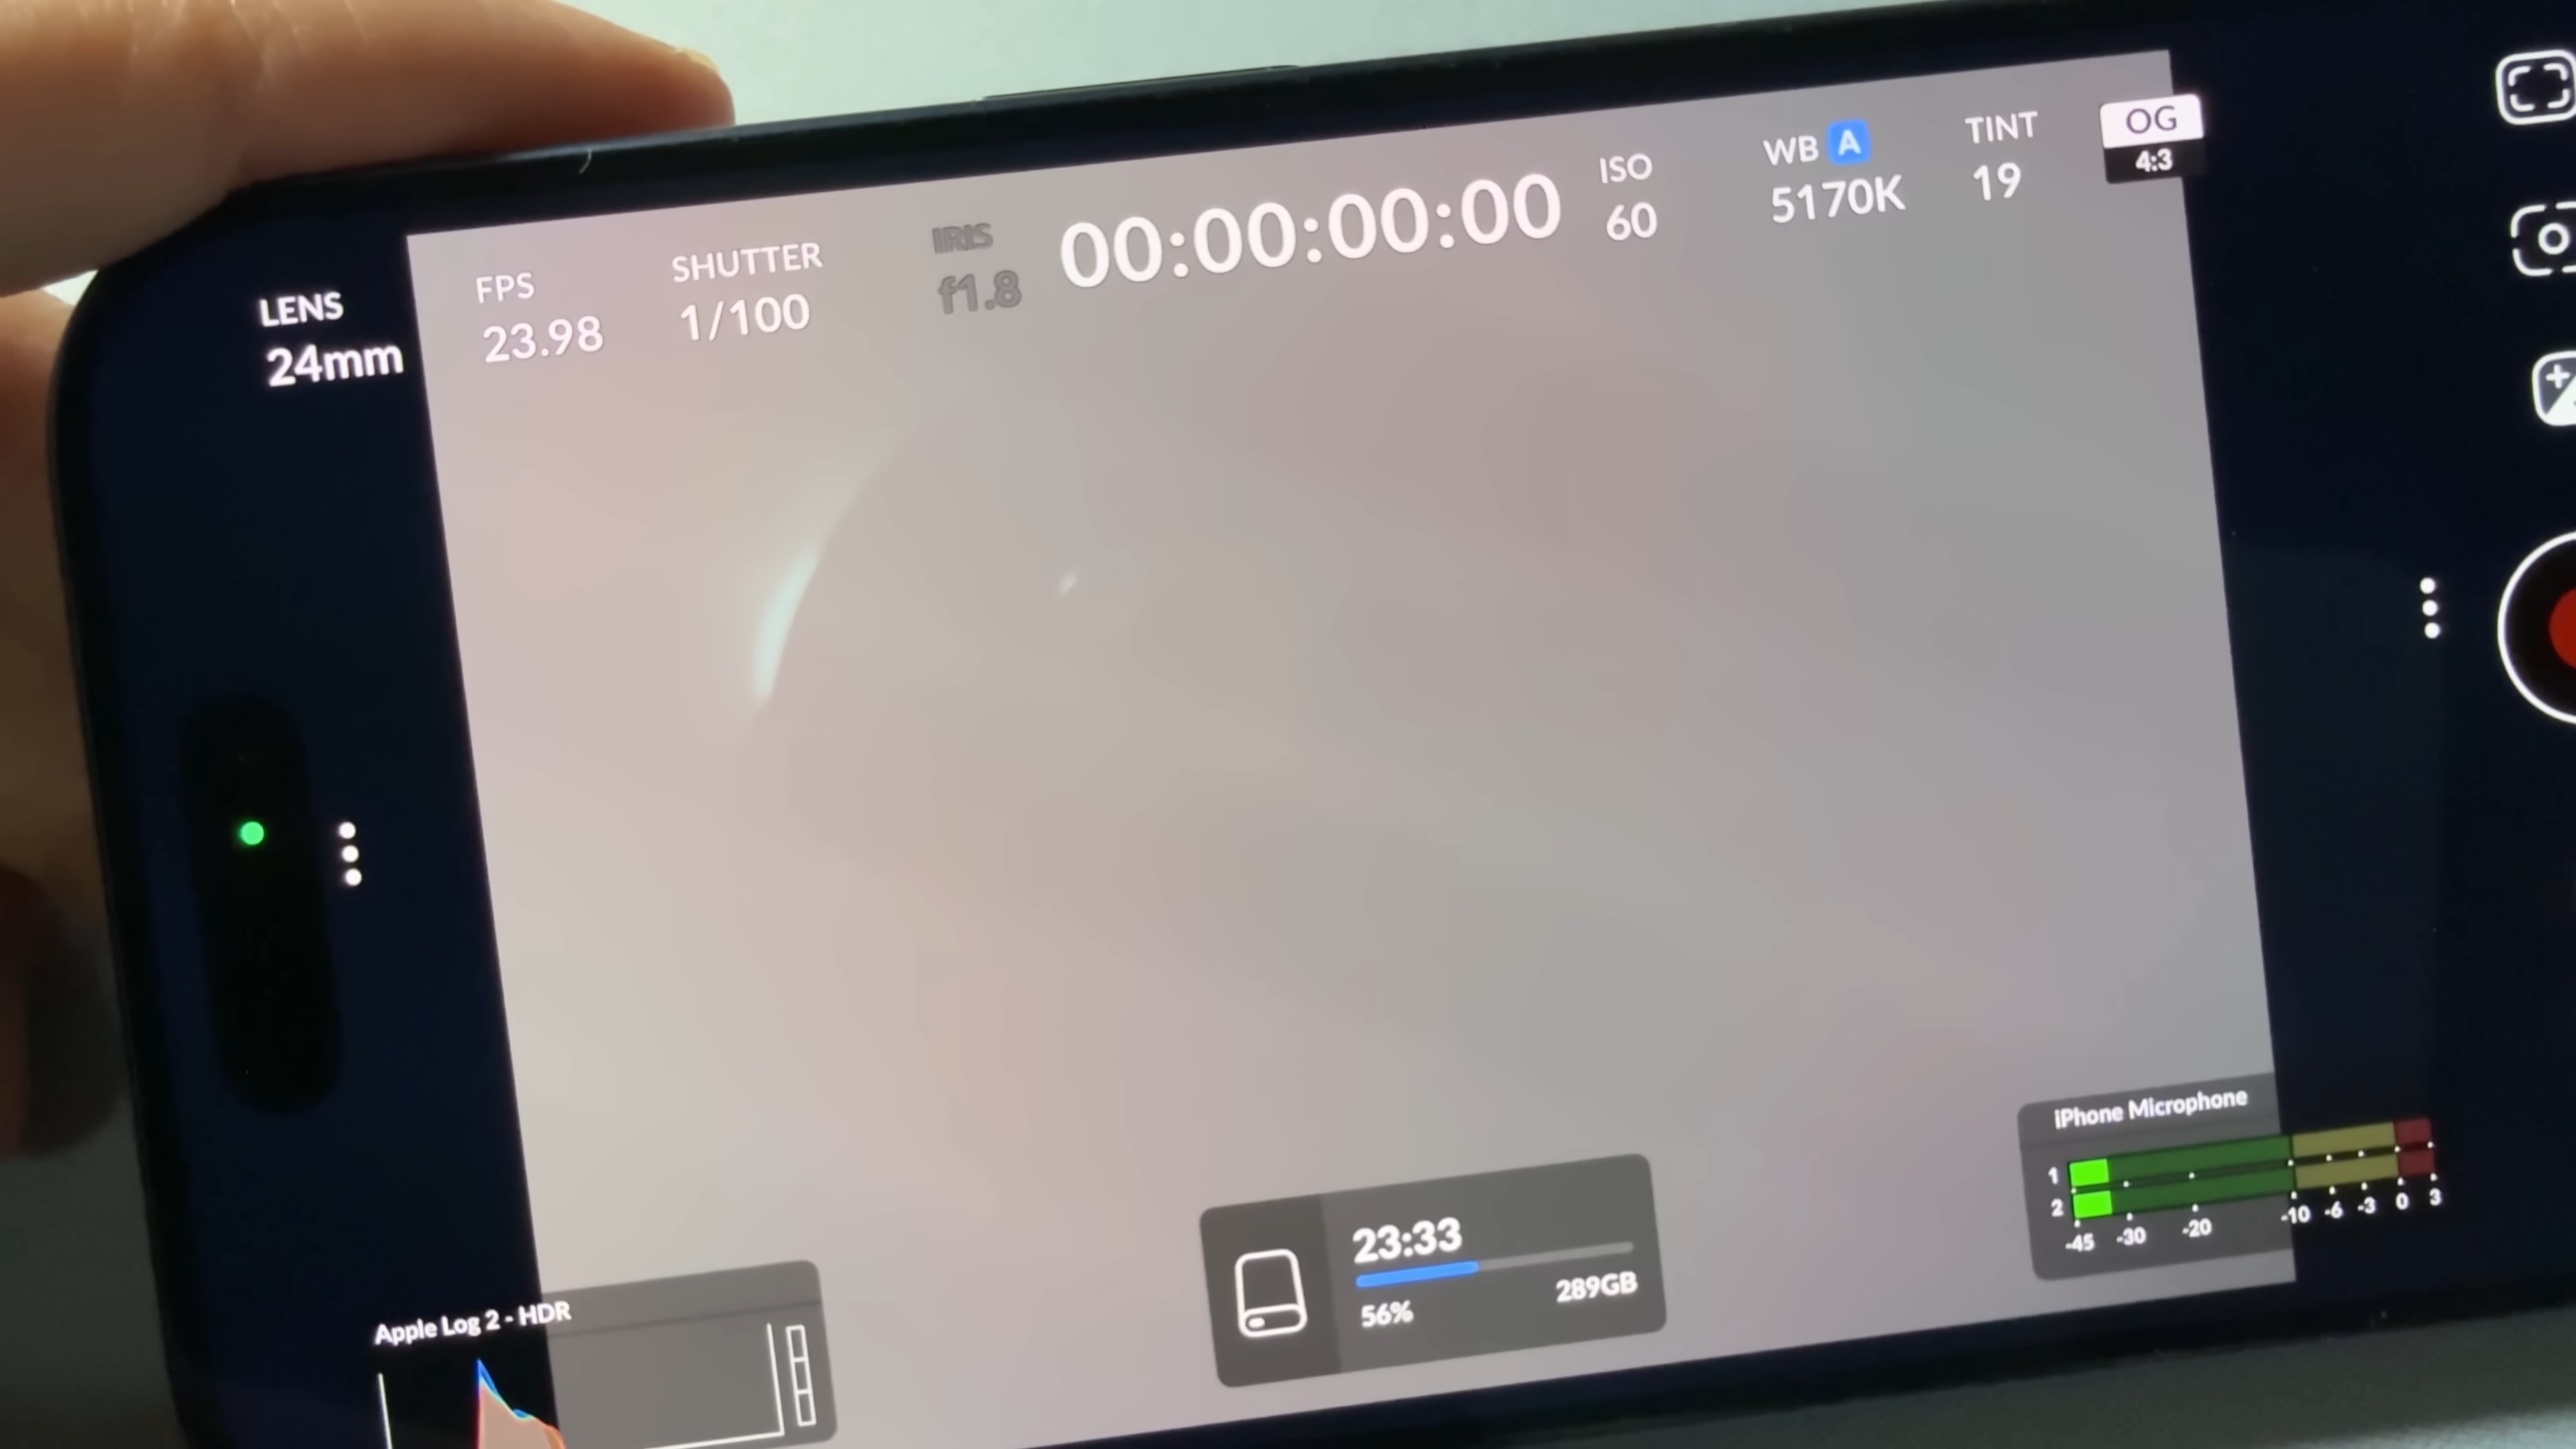 LENS
24mm
FPS
23.98
SHUTTER
1/100
IRIS
f1.8
00:00:00:00
ISO
60
WB A
5170K
TINT
19
OG
4:3
iPhone Microphone
1
2
-45 -30 -20 -10 -6 -3 0 3
23:33
56% 289GB
Apple Log 2 - HDR